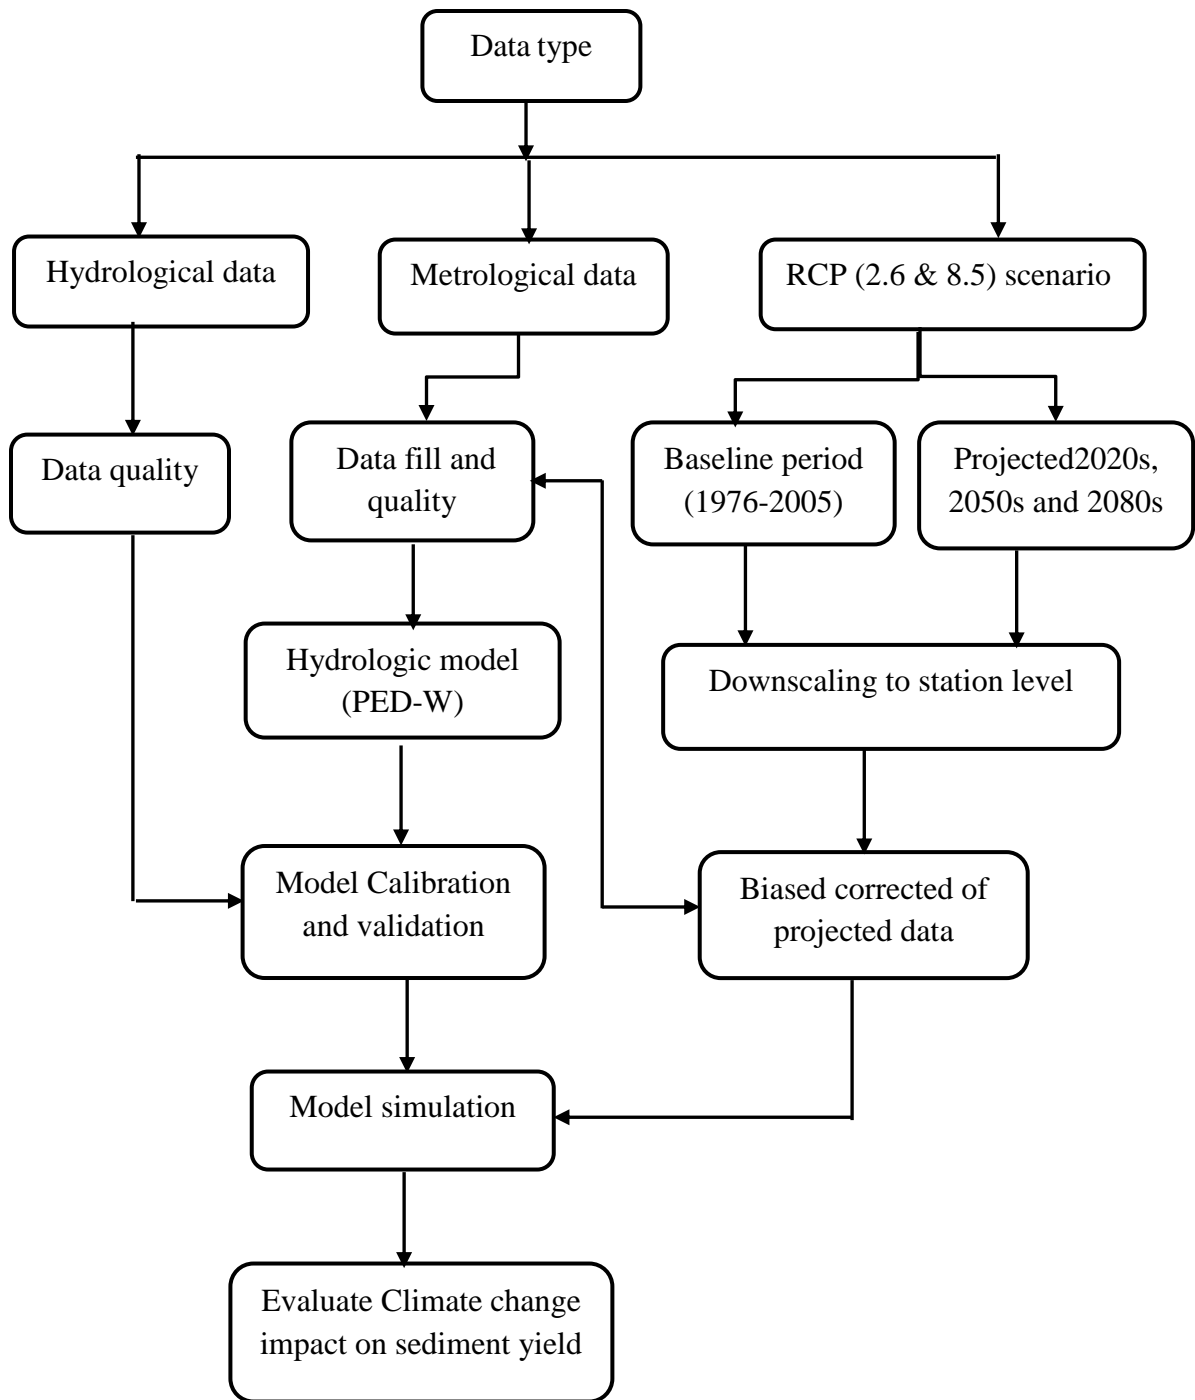 Data type
Hydrological data
Metrological data
RCP (2.6 & 8.5) scenario
Data quality
Data fill and
quality
Baseline period
(1976-2005)
Projected2020s,
2050s and 2080s
Hydrologic model
(PED-W)
Downscaling to station level
Model Calibration
and validation
Biased corrected of
projected data
Model simulation
Evaluate Climate change
impact on sediment yield